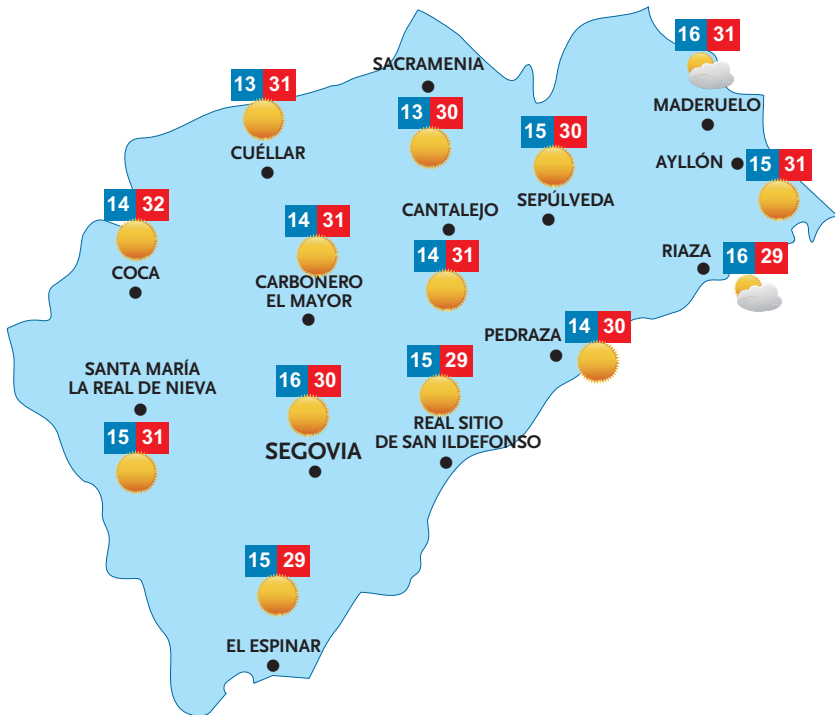 16 31
MADERUELO
SACRAMENIA
13 30
13 31
CUÉLLAR
15 30
SEPÚLVEDA
AYLLÓN
15 31
14 32
COCA
14 31
CARBONERO
EL MAYOR
CANTALEJO
14 31
RIAZA
16 29
PEDRAZA
14 30
SANTA MARÍA
LA REAL DE NIEVA
15 31
16 30
SEGOVIA
15 29
REAL SITIO
DE SAN ILDEFONSO
15 29
EL ESPINAR